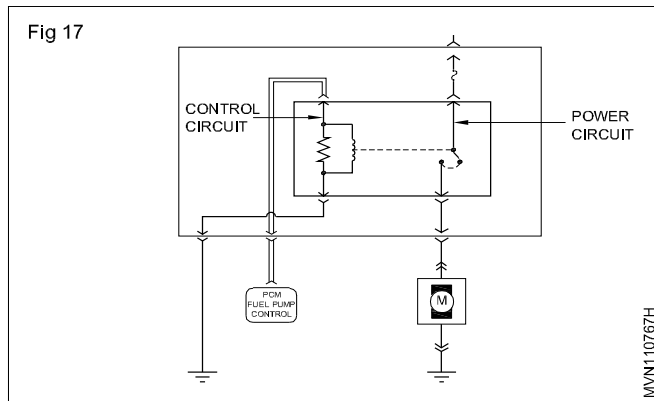 Fig 17
CONTROL
CIRCUIT
POWER
CIRCUIT
PCM
FUEL PUMP
CONTROL
M
MVN110767H